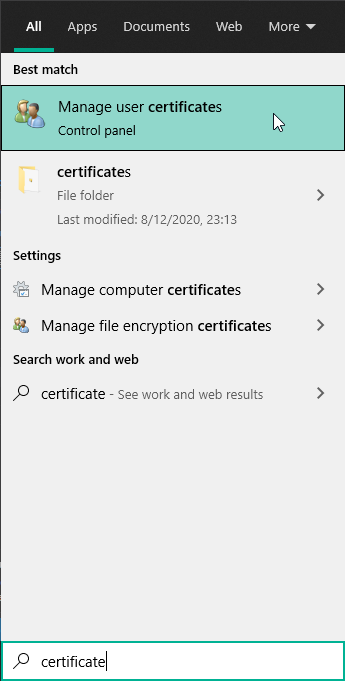 All Apps Documents Web More
Best match
Manage user certificates
Control panel
certificates
File folder
Last modified: 8/12/2020, 23:13
Settings
Manage computer certificates
Manage file encryption certificates
Search work and web
certificate - See work and web results
certificate